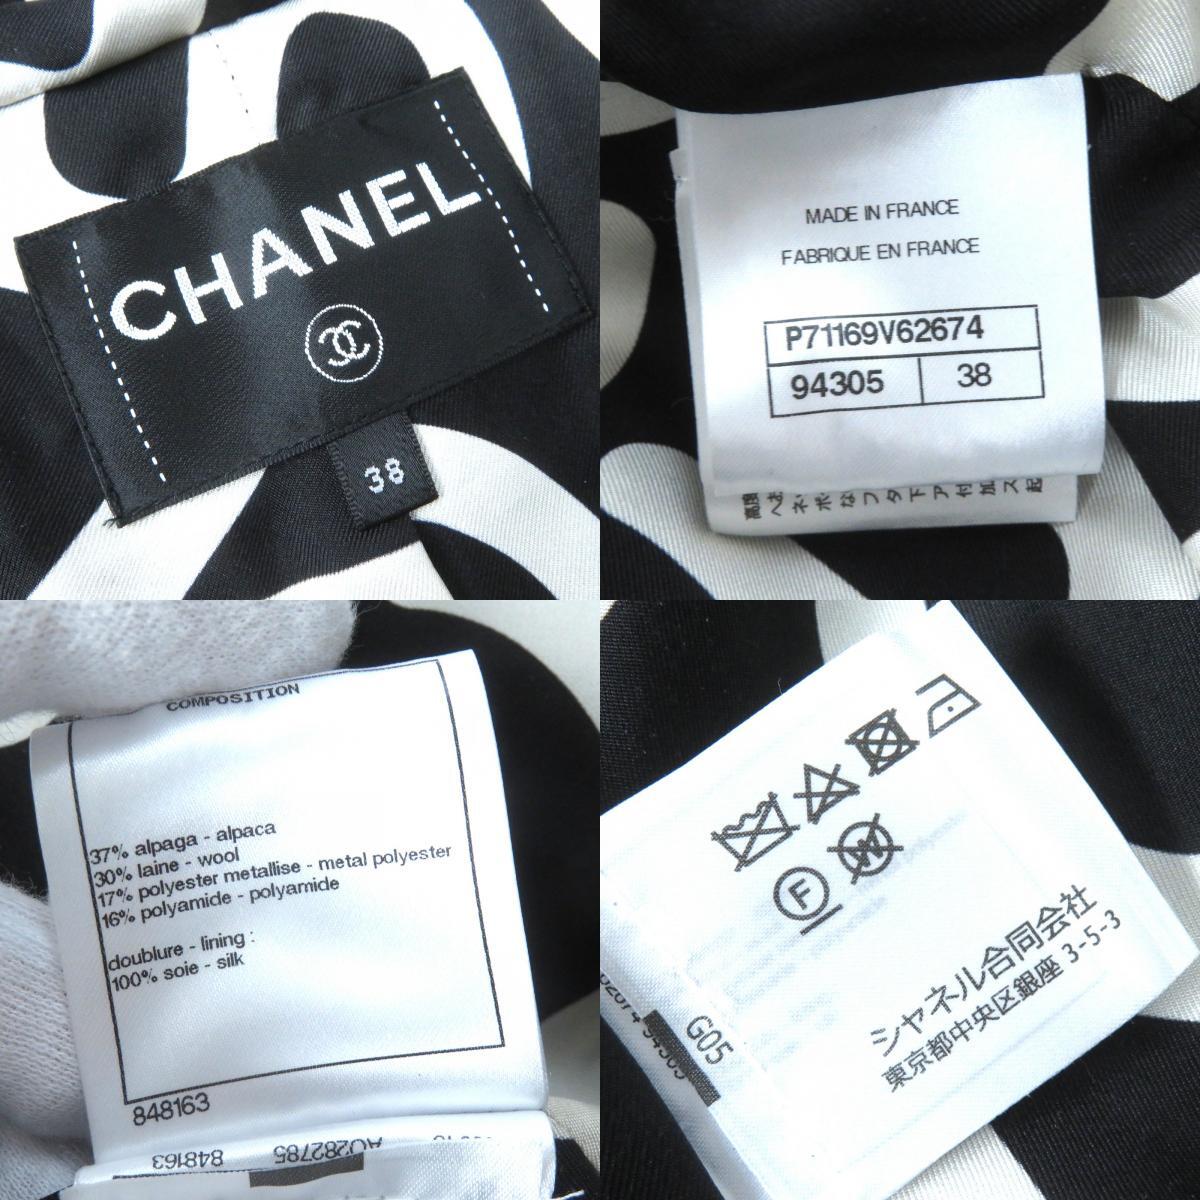 CHANEL
38
MADE IN FRANCE
FABRIQUE EN FRANCE
P71169V62674
94305 38
COMPOSITION
37% alpaga - alpaca
30% laine - wool
17% polyester metallise - metal polyester
16% polyamide - polyamide
doublure - lining :
100% soie - silk
848163
848163 AO282785
F
W
シャネル合同会社
東京都中央区銀座 3-5-3
G05